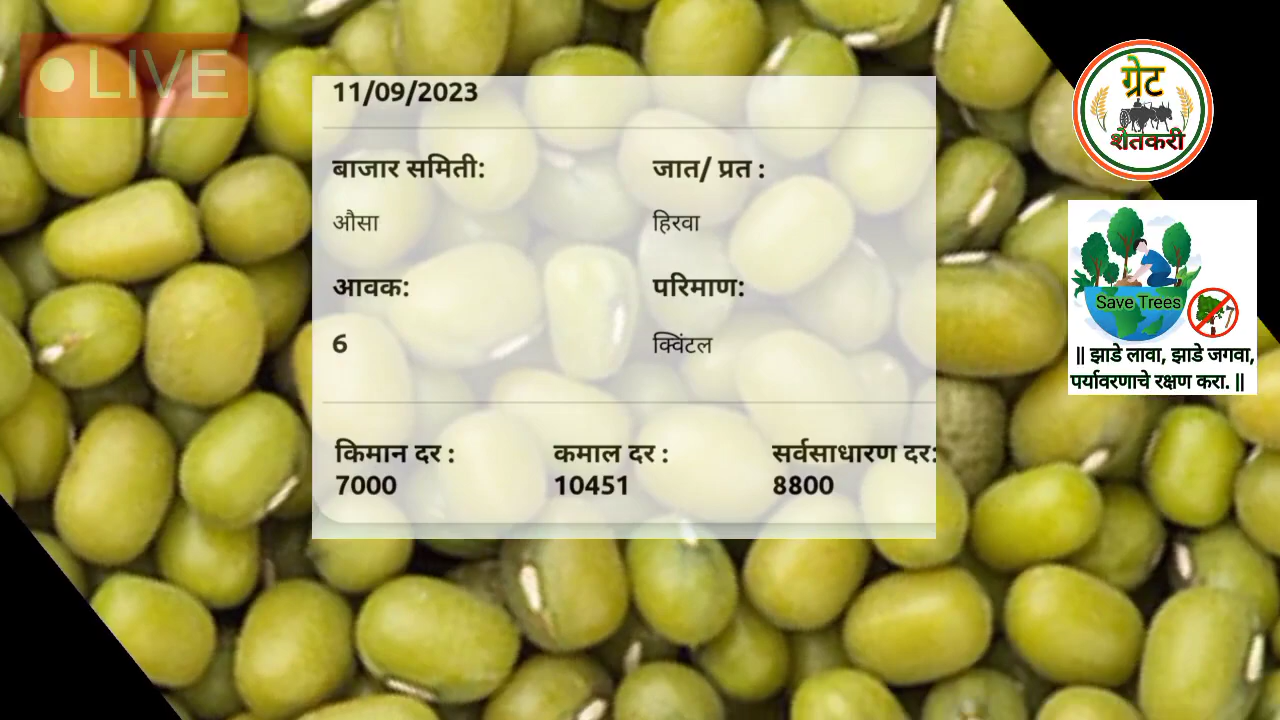 LIVE
11/09/2023
बाजार समिती: जात/ प्रत :
औसा हिरवा
आवक: परिमाण:
6 क्विंटल
किमान दर : कमाल दर : सर्वसाधारण दर:
7000 10451 8800
ग्रेट
शेतकरी
Save Trees
|| झाडे लावा, झाडे जगवा,
पर्यावरणाचे रक्षण करा. ||